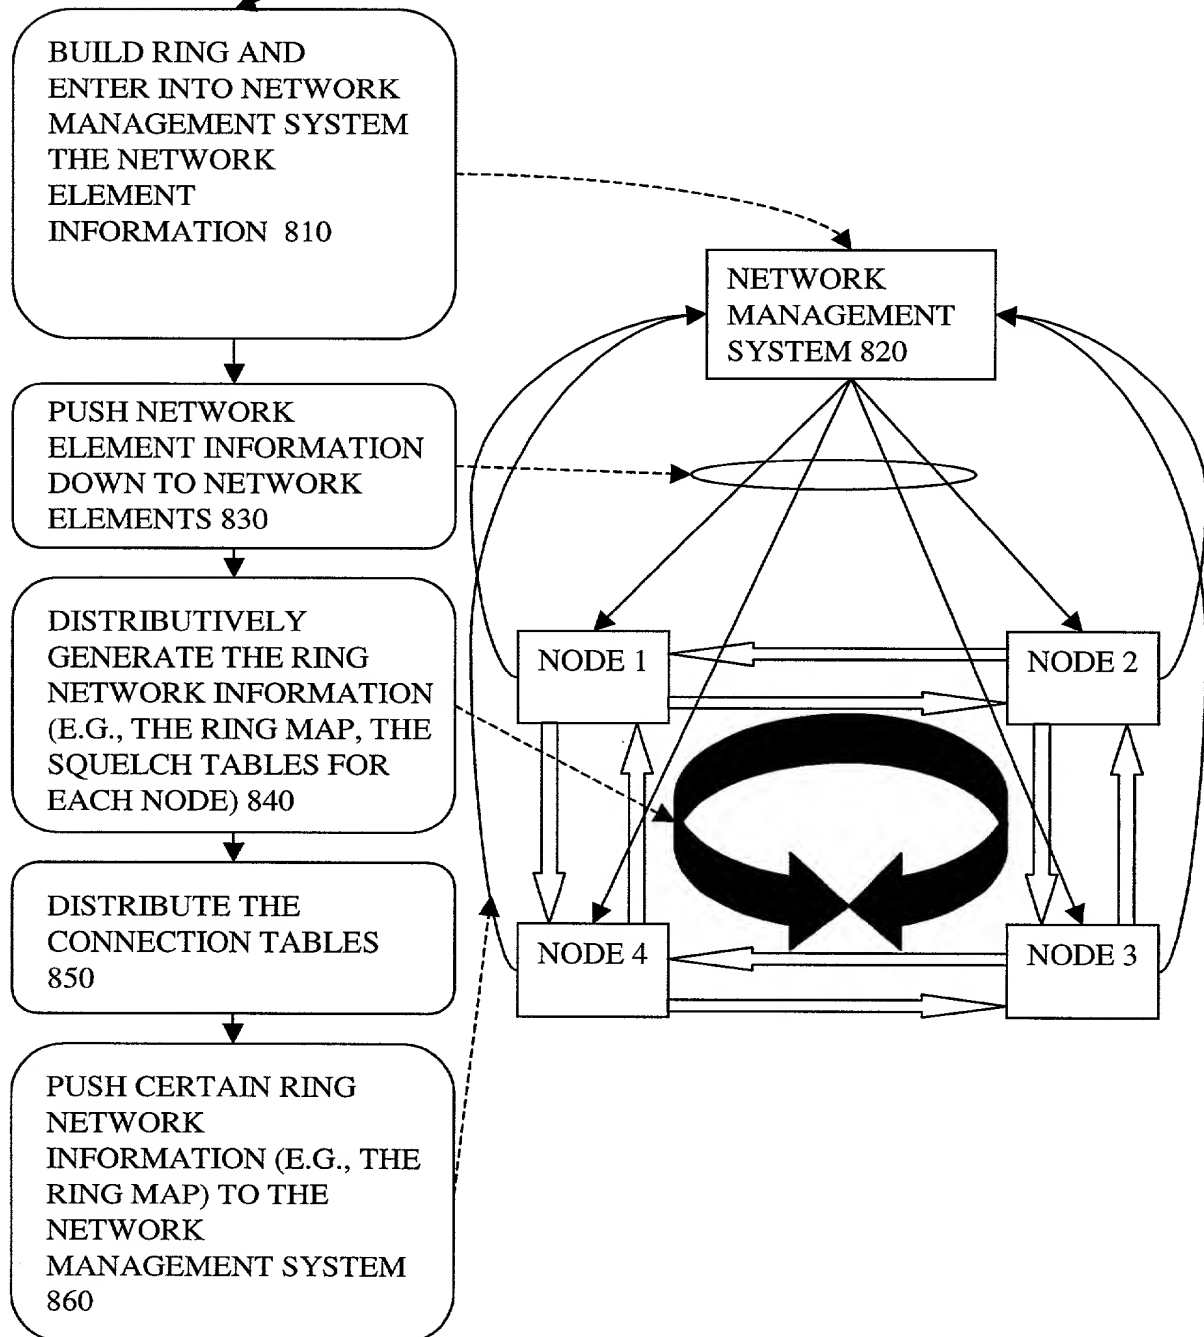 BUILD RING AND
ENTER INTO NETWORK
MANAGEMENT SYSTEM
THE NETWORK
ELEMENT
INFORMATION 810
NETWORK
MANAGEMENT
SYSTEM 820
PUSH NETWORK
ELEMENT INFORMATION
DOWN TO NETWORK
ELEMENTS 830
DISTRIBUTIVELY
GENERATE THE RING
NETWORK INFORMATION
(E.G., THE RING MAP, THE
SQUELCH TABLES FOR
EACH NODE) 840
NODE 1
NODE 2
DISTRIBUTE THE
CONNECTION TABLES
850
NODE 4
NODE 3
PUSH CERTAIN RING
NETWORK
INFORMATION (E.G., THE
RING MAP) TO THE
NETWORK
MANAGEMENT SYSTEM
860